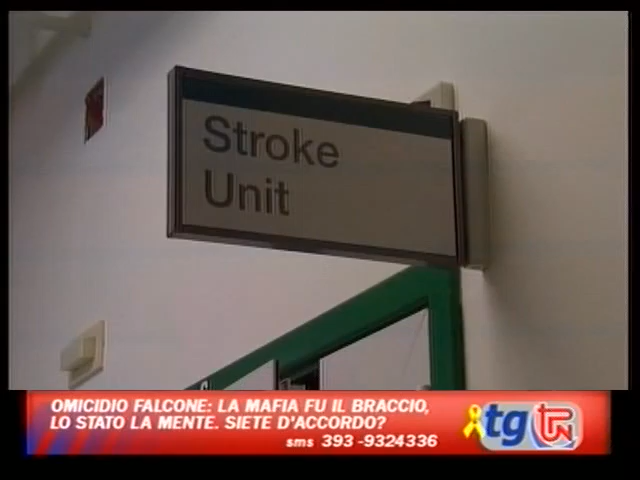 Stroke
Unit
OMICIDIO FALCONE: LA MAFIA FU IL BRACCIO,
LO STATO LA MENTE. SIETE D'ACCORDO?
sms 393 -9324336
tg TRN